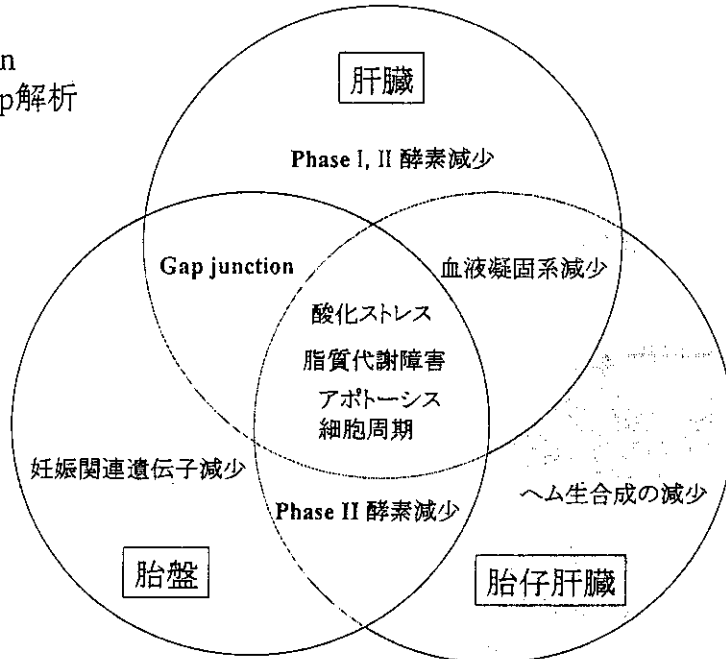 n
p解析
肝臓
Phase I, II 酵素減少
Gap junction
血液凝固系減少
酸化ストレス
脂質代謝障害
アポトーシス
細胞周期
妊娠関連遺伝子減少
Phase II 酵素減少
ヘム生合成の減少
胎盤
胎仔肝臓